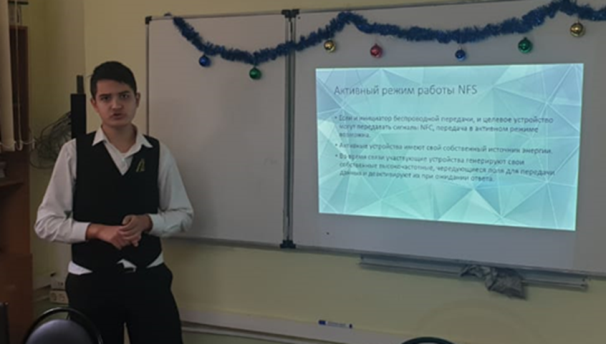 Активный режим работы NFS
• Если и инициатор беспроводной передачи, и целевое устройство
могут передавать сигналы NFC, передача в активном режиме
возможна.
• Активные устройства имеют свой собственный источник энергии.
• Во время связи участвующие устройства генерируют свои
собственные высокочастотные, чередующиеся поля для передачи
данных и деактивируют их при ожидании ответа.